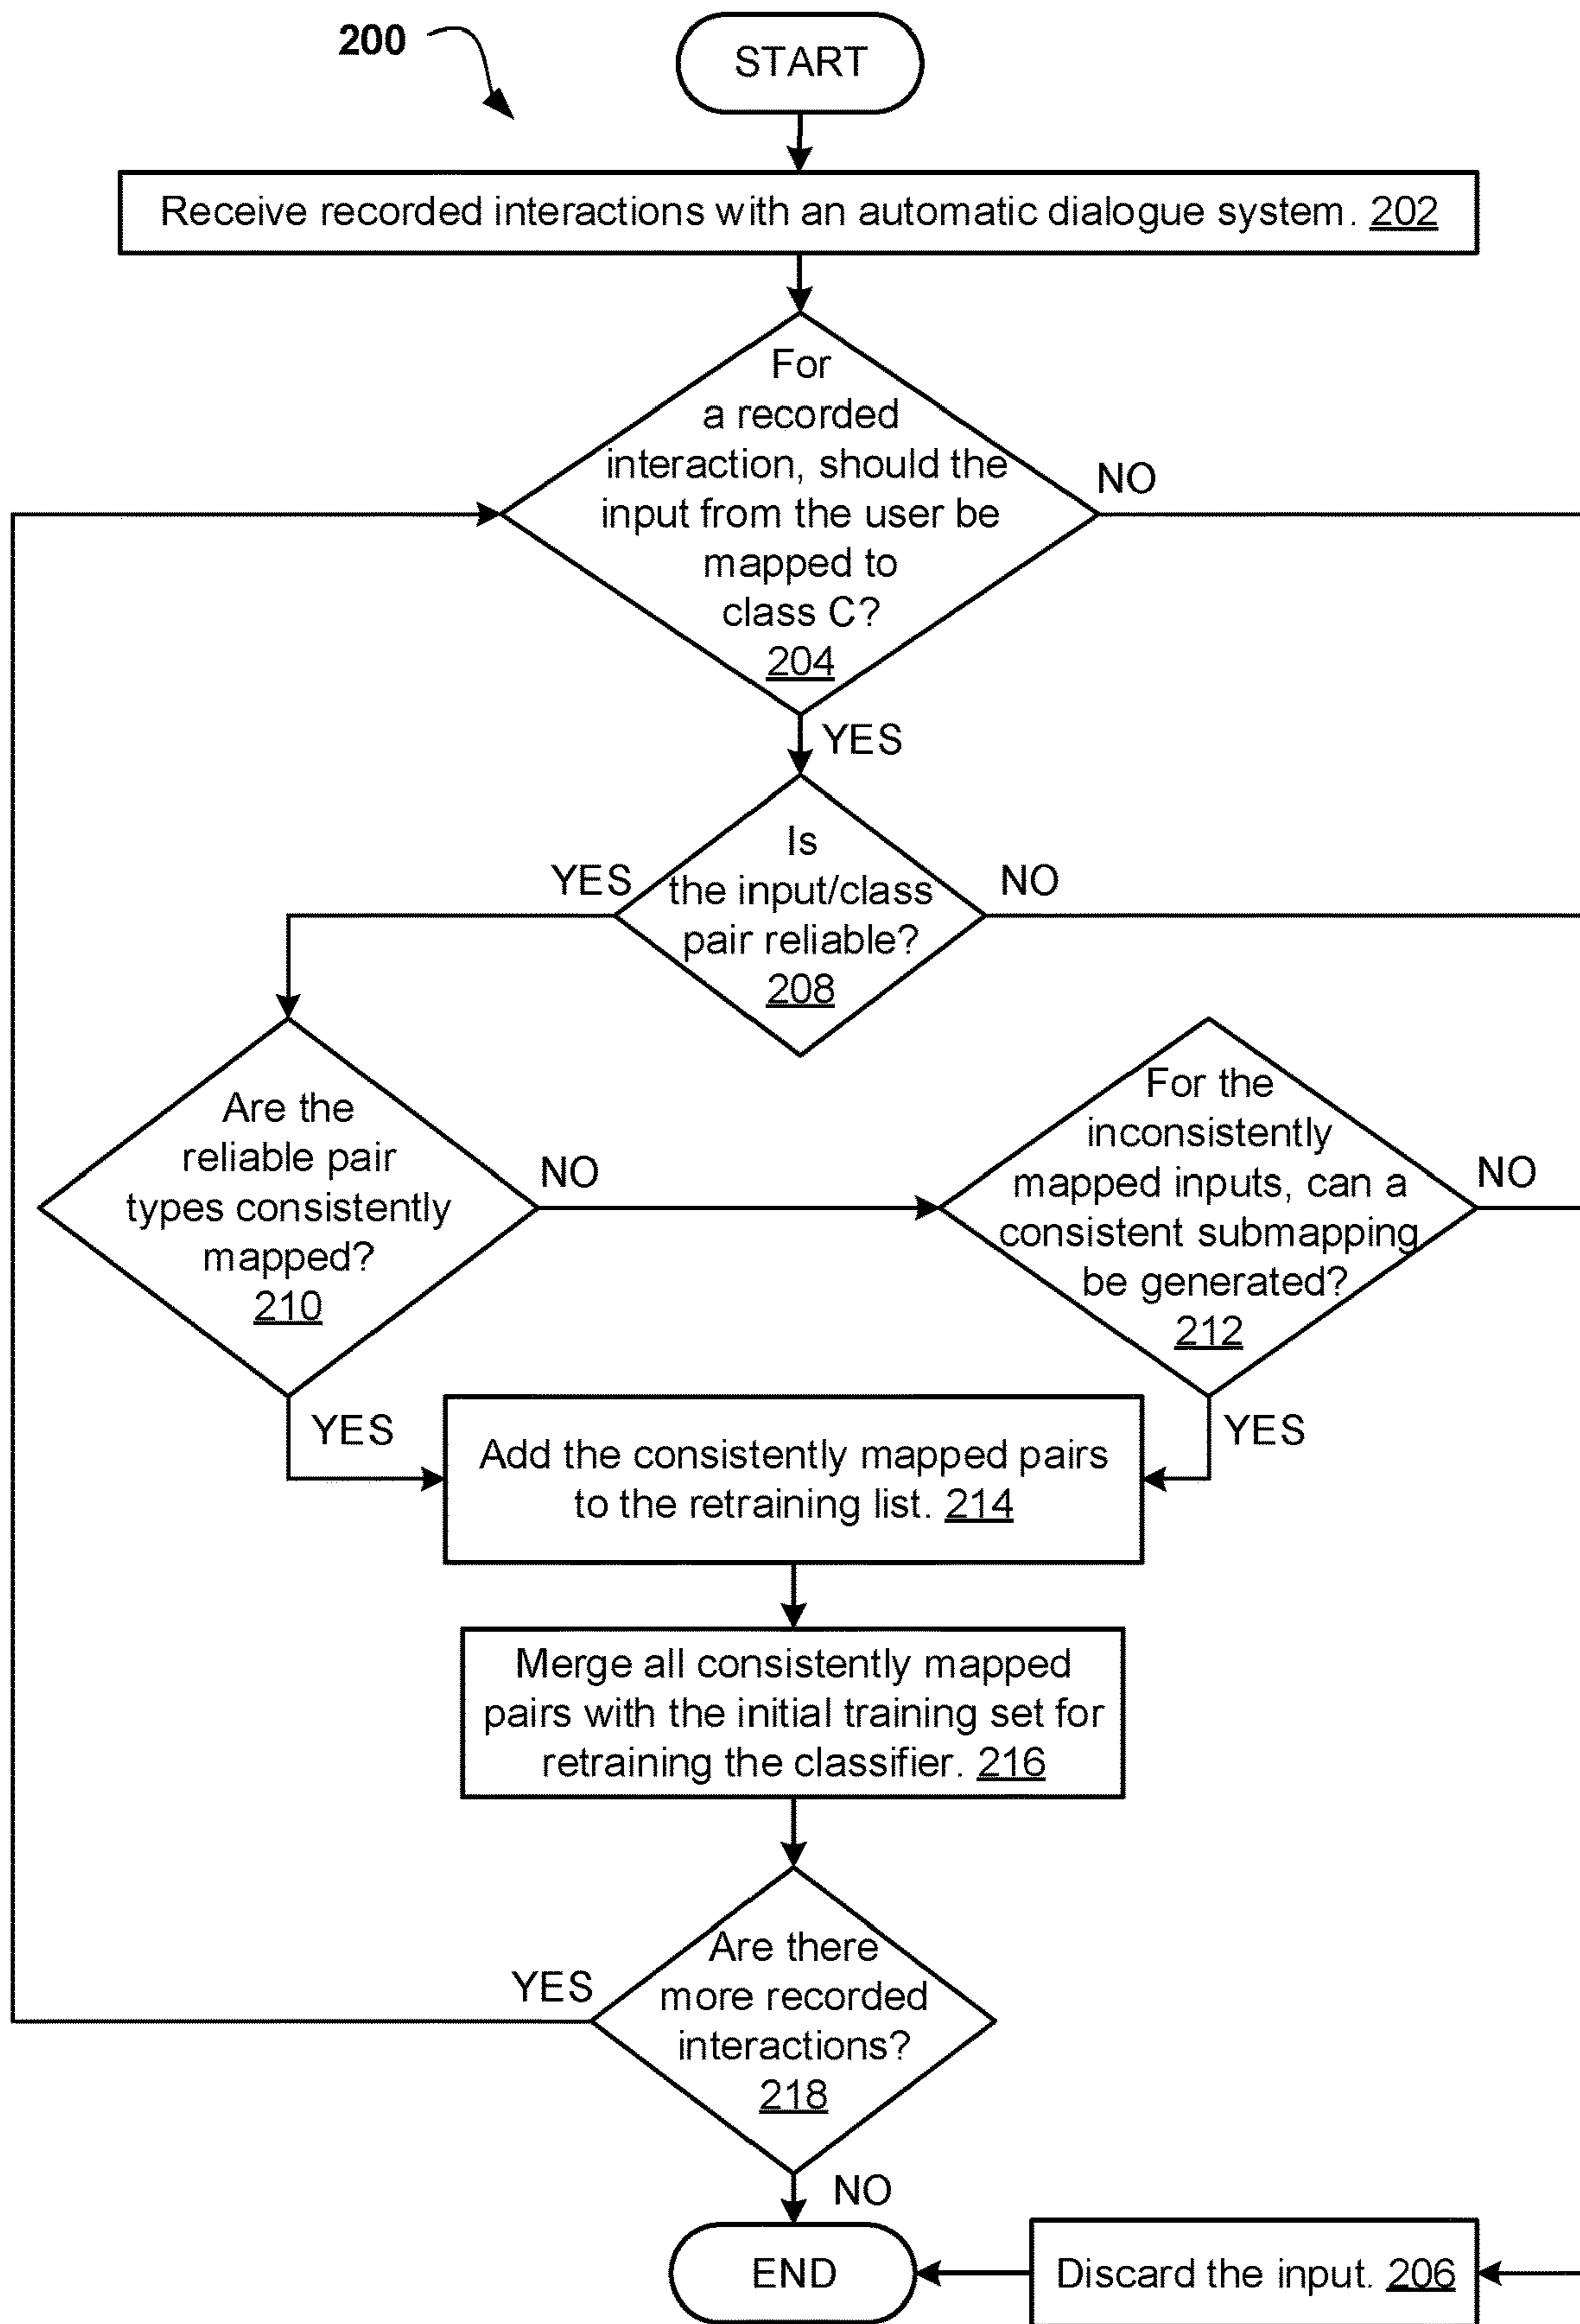 200
START
Receive recorded interactions with an automatic dialogue system. 202
For
a recorded
interaction, should the
input from the user be
mapped to
class C?
204
NO
YES
Is
the input/class
pair reliable?
208
YES
NO
Are the
reliable pair
types consistently
mapped?
210
NO
For the
inconsistently
mapped inputs, can a
consistent submapping
be generated?
212
NO
YES
YES
Add the consistently mapped pairs
to the retraining list. 214
Merge all consistently mapped
pairs with the initial training set for
retraining the classifier. 216
Are there
more recorded
interactions?
218
YES
NO
END
Discard the input. 206